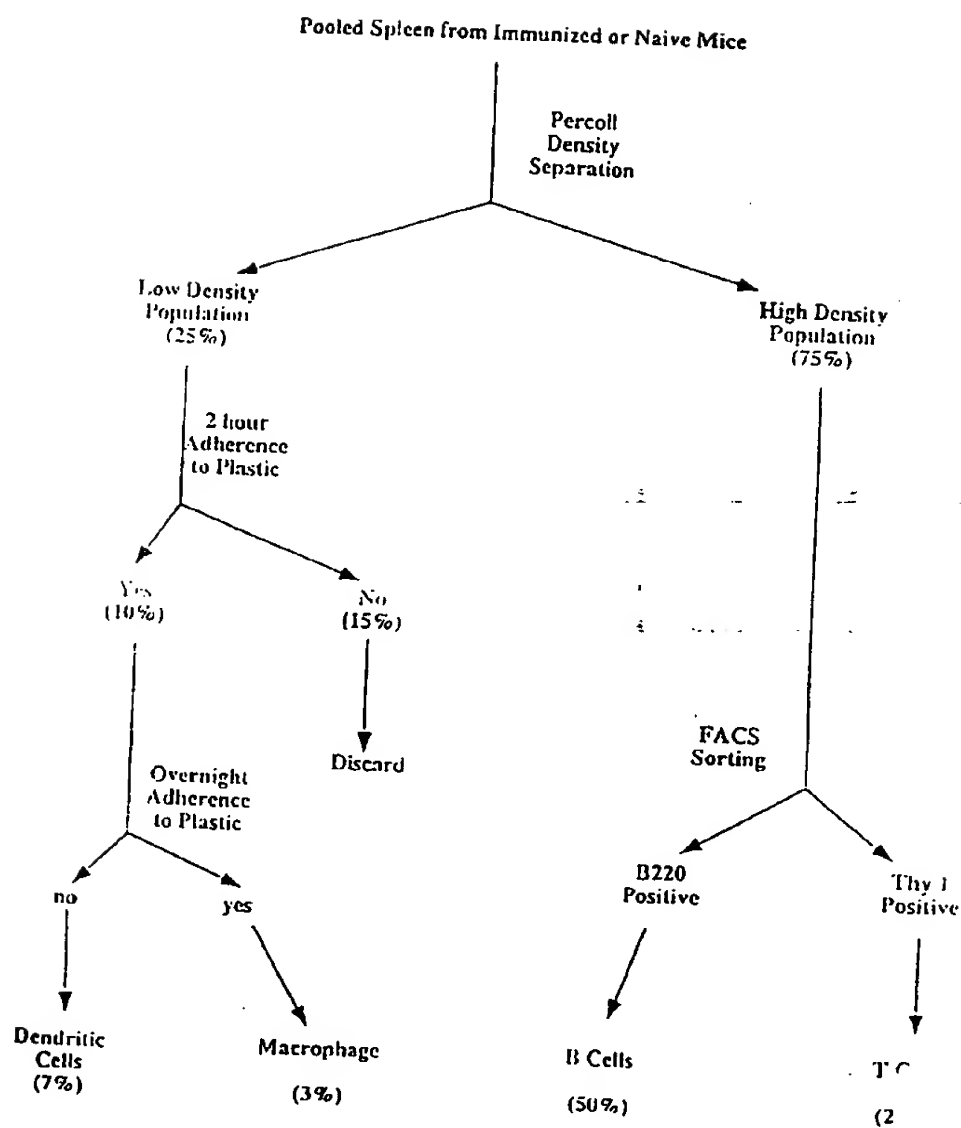 Pooled Spleen from Immunized or Naive Mice
Percoll
Density
Separation
Low Density
Population
(25%)
High Density
Population
(75%)
2 hour
Adherence
to Plastic
Yes
(10%)
No
(15%)
Discard
FACS
Sorting
Overnight
Adherence
to Plastic
no
yes
B220
Positive
Thy 1
Positive
Dendritic
Cells
(7%)
Macrophage
(3%)
B Cells
(50%)
T C
(2